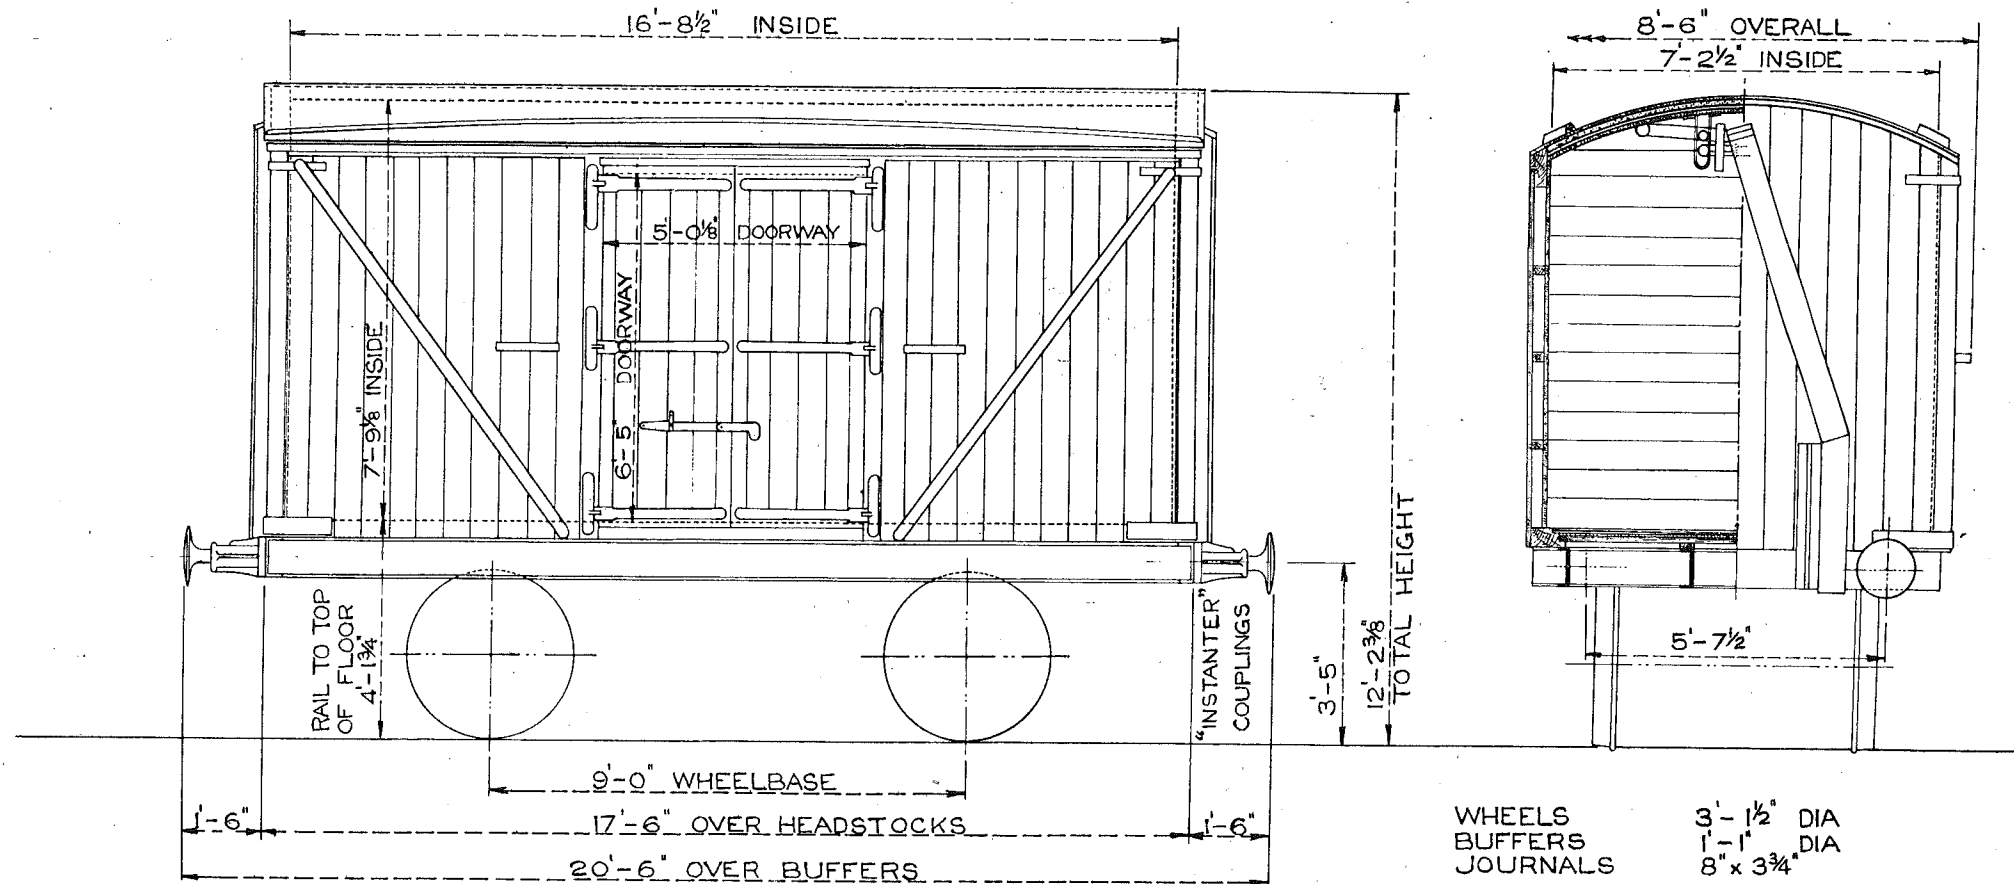 16'-8½" INSIDE
8'-6" OVERALL
7'-2½" INSIDE
5'-0⅛" DOORWAY
6'-5" DOORWAY
7'-9⅛" INSIDE
RAIL TO TOP
OF FLOOR
4'-1¾"
"INSTANTER"
COUPLINGS
3'-5"
12'-2⅜"
TOTAL HEIGHT
5'-7½"
9'-0" WHEELBASE
1'-6"
17'-6" OVER HEADSTOCKS
1'-6"
20'-6" OVER BUFFERS
WHEELS 3'-1½" DIA
BUFFERS 1'-1" DIA
JOURNALS 8" x 3¾"